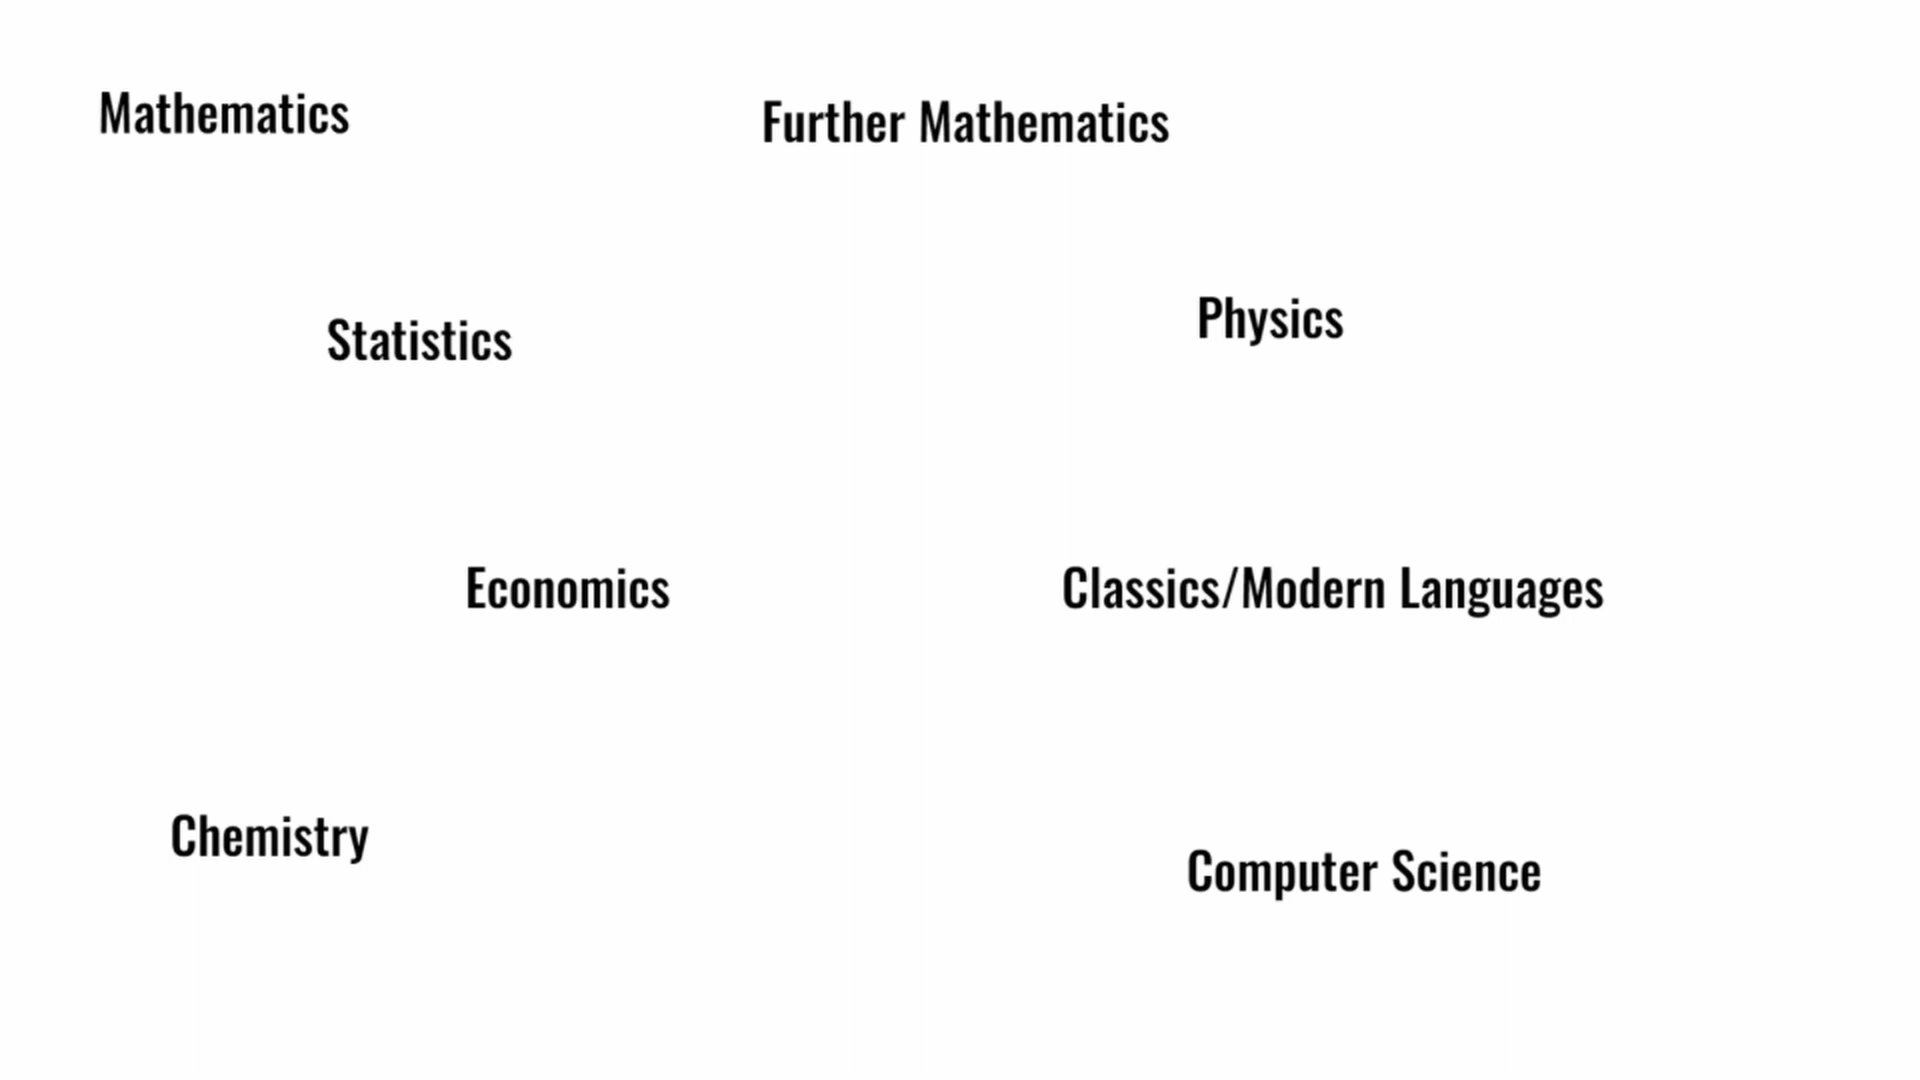 Mathematics
Further Mathematics
Statistics
Physics
Economics
Classics/Modern Languages
Chemistry
Computer Science